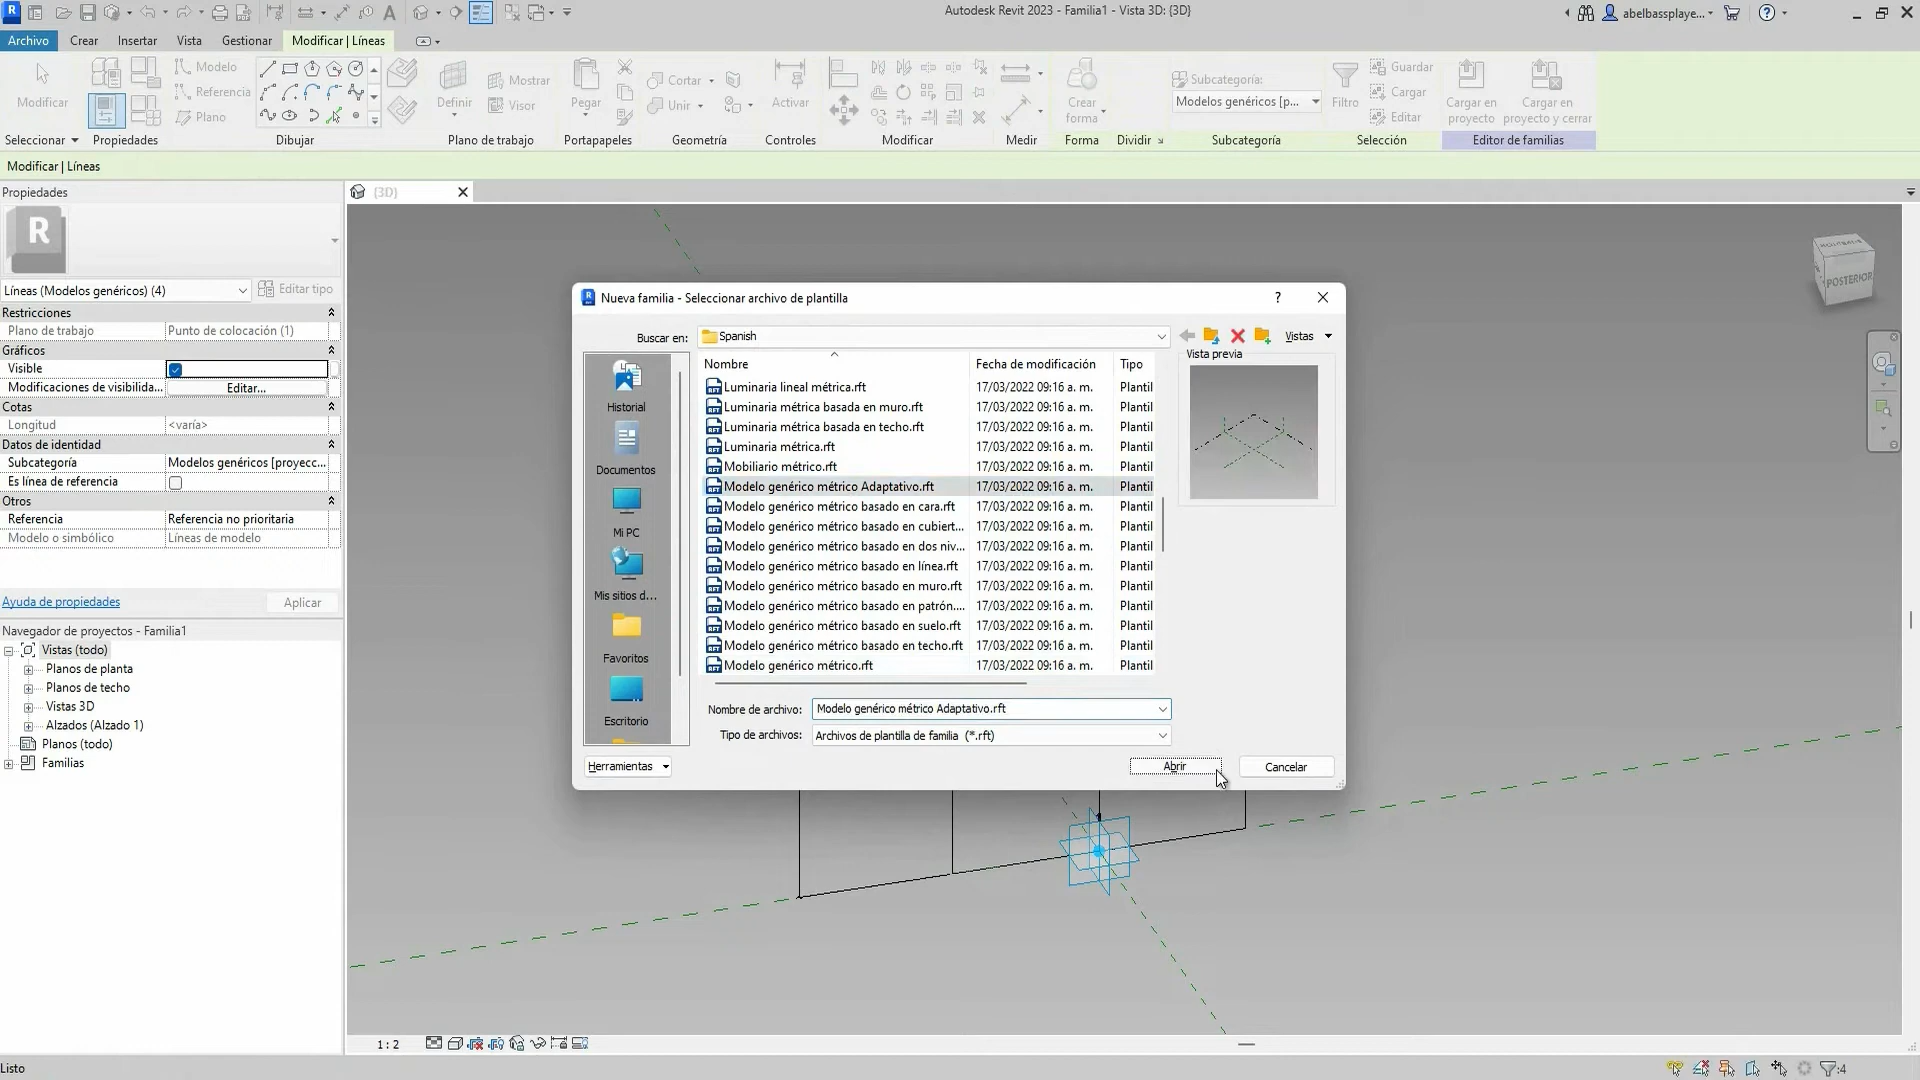 Autodesk Revit 2023 - Familia1 - Vista 3D: {3D}
abelbassplaye...
Archivo
Crear
Insertar
Vista
Gestionar
Modificar | Líneas
Modificar
Modelo
Referencia
Plano
Definir
Mostrar
Visor
Pegar
Cortar
Unir
Activar
Crear
forma
Subcategoría:
Modelos genéricos [p...
Filtro
Guardar
Cargar
Editar
Cargar en
proyecto
Cargar en
proyecto y cerrar
Seleccionar
Propiedades
Dibujar
Plano de trabajo
Portapapeles
Geometría
Controles
Modificar
Medir
Forma
Dividir
Subcategoría
Selección
Editor de familias
Modificar | Líneas
Propiedades
R
Líneas (Modelos genéricos) (4)
Editar tipo
Restricciones
Plano de trabajo
Punto de colocación (1)
Gráficos
Visible
Modificaciones de visibilida...
Editar...
Cotas
Longitud
<varía>
Datos de identidad
Subcategoría
Modelos genéricos [proyecc...
Es línea de referencia
Otros
Referencia
Referencia no prioritaria
Modelo o simbólico
Líneas de modelo
Ayuda de propiedades
Aplicar
Navegador de proyectos - Familia1
Vistas (todo)
Planos de planta
Planos de techo
Vistas 3D
Alzados (Alzado 1)
Planos (todo)
Familias
{3D}
POSTERIOR
Nueva familia - Seleccionar archivo de plantilla
Buscar en:
Spanish
Vistas
Vista previa
Historial
Documentos
Mi PC
Mis sitios d...
Favoritos
Escritorio
Nombre
Fecha de modificación
Tipo
Luminaria lineal métrica.rft 17/03/2022 09:16 a. m. Plantil
Luminaria métrica basada en muro.rft 17/03/2022 09:16 a. m. Plantil
Luminaria métrica basada en techo.rft 17/03/2022 09:16 a. m. Plantil
Luminaria métrica.rft 17/03/2022 09:16 a. m. Plantil
Mobiliario métrico.rft 17/03/2022 09:16 a. m. Plantil
Modelo genérico métrico Adaptativo.rft 17/03/2022 09:16 a. m. Plantil
Modelo genérico métrico basado en cara.rft 17/03/2022 09:16 a. m. Plantil
Modelo genérico métrico basado en cubiert... 17/03/2022 09:16 a. m. Plantil
Modelo genérico métrico basado en dos niv... 17/03/2022 09:16 a. m. Plantil
Modelo genérico métrico basado en línea.rft 17/03/2022 09:16 a. m. Plantil
Modelo genérico métrico basado en muro.rft 17/03/2022 09:16 a. m. Plantil
Modelo genérico métrico basado en patrón.... 17/03/2022 09:16 a. m. Plantil
Modelo genérico métrico basado en suelo.rft 17/03/2022 09:16 a. m. Plantil
Modelo genérico métrico basado en techo.rft 17/03/2022 09:16 a. m. Plantil
Modelo genérico métrico.rft 17/03/2022 09:16 a. m. Plantil
Nombre de archivo:
Modelo genérico métrico Adaptativo.rft
Tipo de archivos:
Archivos de plantilla de familia (*.rft)
Herramientas
Abrir
Cancelar
1 : 2
Listo
:4